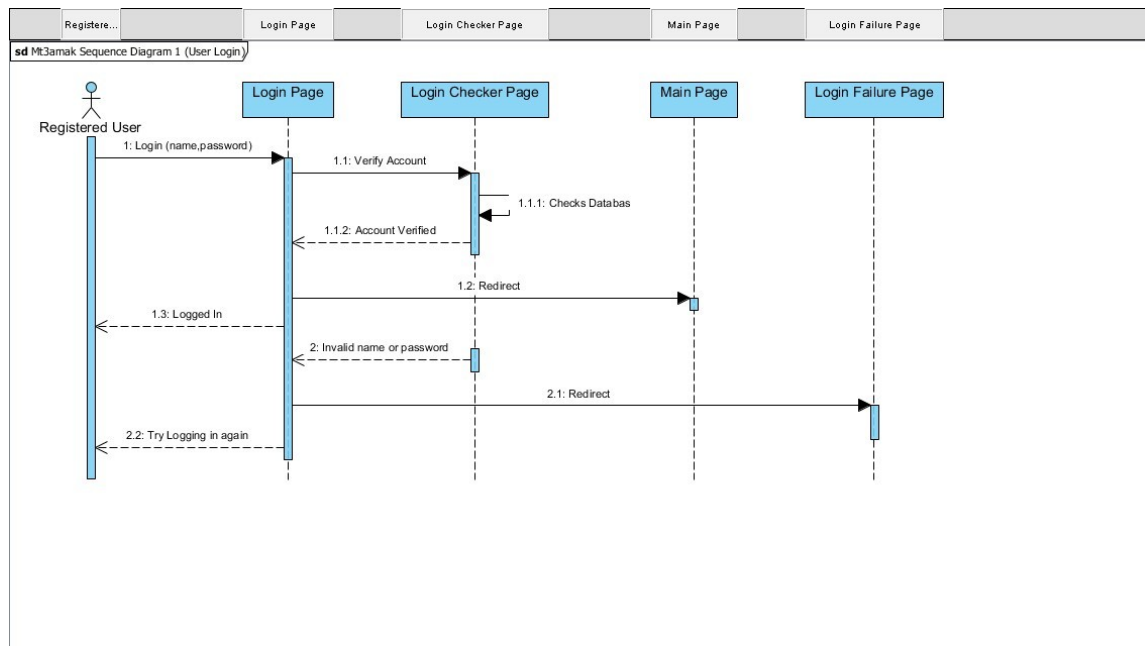 Registere...
Login Page
Login Checker Page
Main Page
Login Failure Page
sd Mt3amak Sequence Diagram 1 (User Login)
Login Page
Login Checker Page
Main Page
Login Failure Page
Registered User
1: Login (name,password)
1.1: Verify Account
1.1.1: Checks Databas
1.1.2: Account Verified
1.2: Redirect
1.3: Logged In
2: Invalid name or password
2.1: Redirect
2.2: Try Logging in again